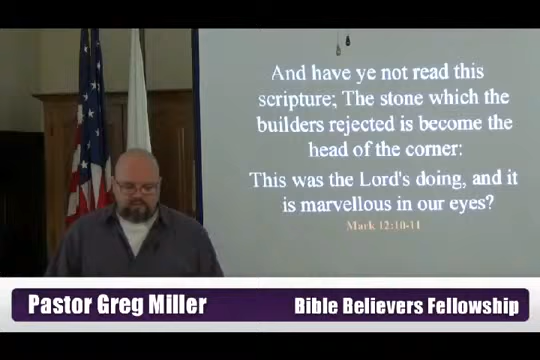 And have ye not read this
scripture; The stone which the
builders rejected is become the
head of the corner:
This was the Lord's doing, and it
is marvellous in our eyes?
Mark 12:10-11
Pastor Greg Miller
Bible Believers Fellowship